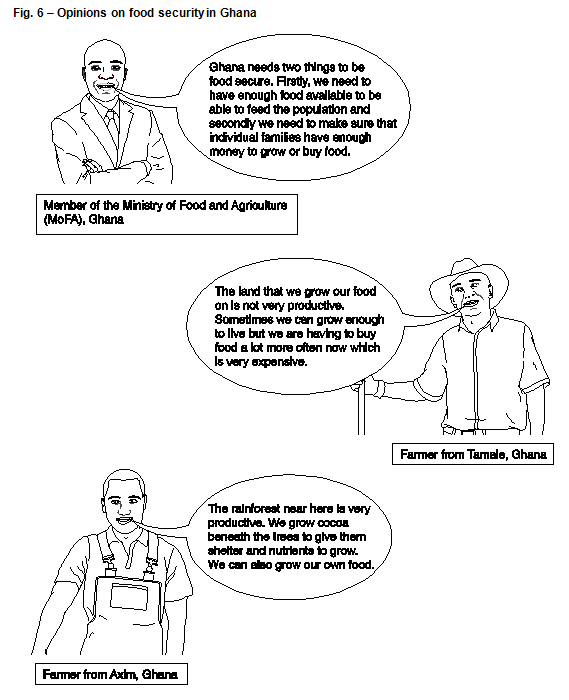 Fig. 6 – Opinions on food security in Ghana
Ghana needs two things to be
food secure. Firstly, we need to
have enough food available to be
able to feed the population and
secondly we need to make sure that
individual families have enough
money to grow or buy food.
Member of the Ministry of Food and Agriculture
(MoFA), Ghana
The land that we grow our food
on is not very productive.
Sometimes we can grow enough
to live but we are having to buy
food a lot more often now which
is very expensive.
Farmer from Tamale, Ghana
The rainforest near here is very
productive. We grow cocoa
beneath the trees to give them
shelter and nutrients to grow.
We can also grow our own food.
Farmer from Axim, Ghana